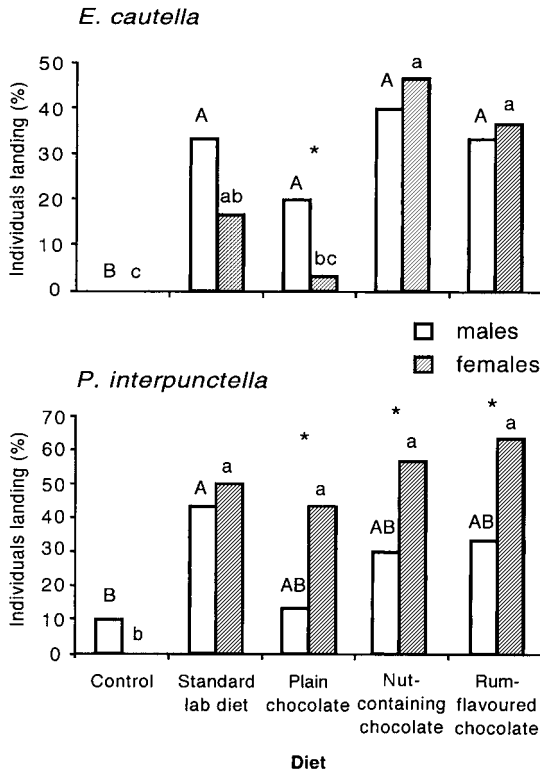 E. cautella
Individuals landing (%)
50
40
30
20
10
0
B c
A ab
A bc *
A a
A a
males
females
P. interpunctella
Individuals landing (%)
70
60
50
40
30
20
10
0
B b
A a
AB a *
AB a *
AB a *
Control
Standard
lab diet
Plain
chocolate
Nut-
containing
chocolate
Rum-
flavoured
chocolate
Diet